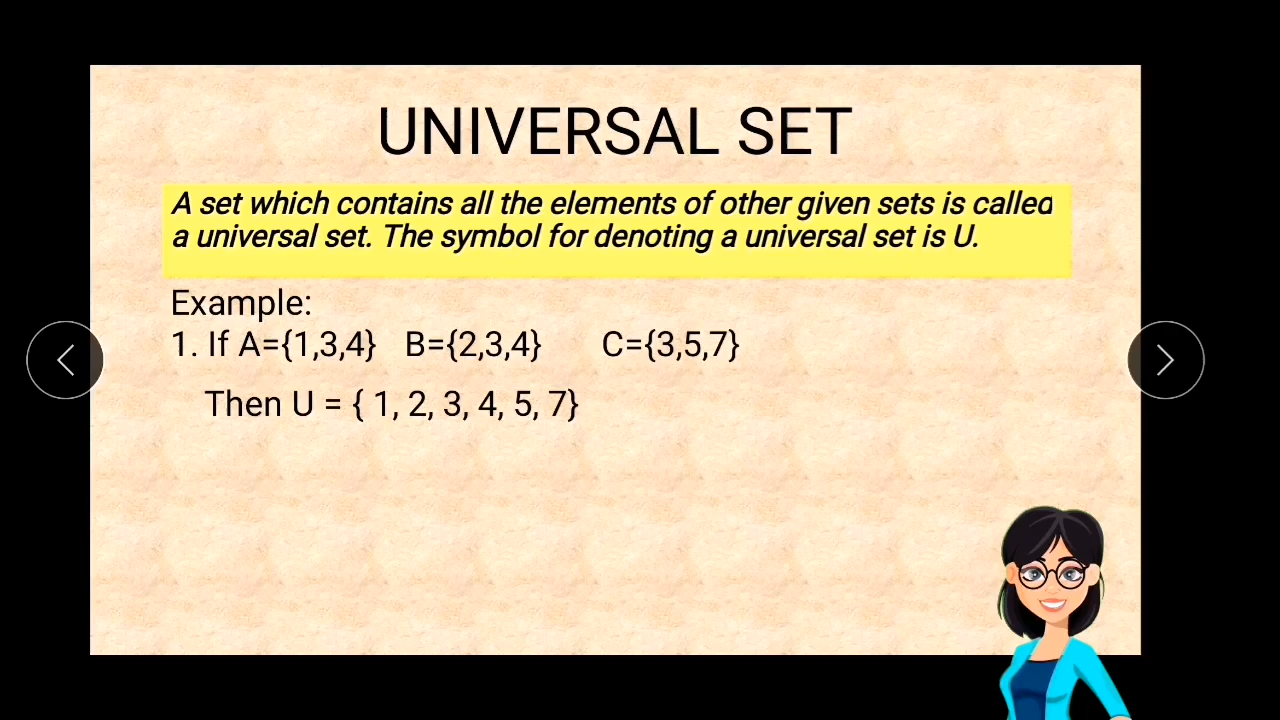 UNIVERSAL SET
A set which contains all the elements of other given sets is called
a universal set. The symbol for denoting a universal set is U.
Example:
1. If A={1,3,4} B={2,3,4} C={3,5,7}
Then U = { 1, 2, 3, 4, 5, 7}